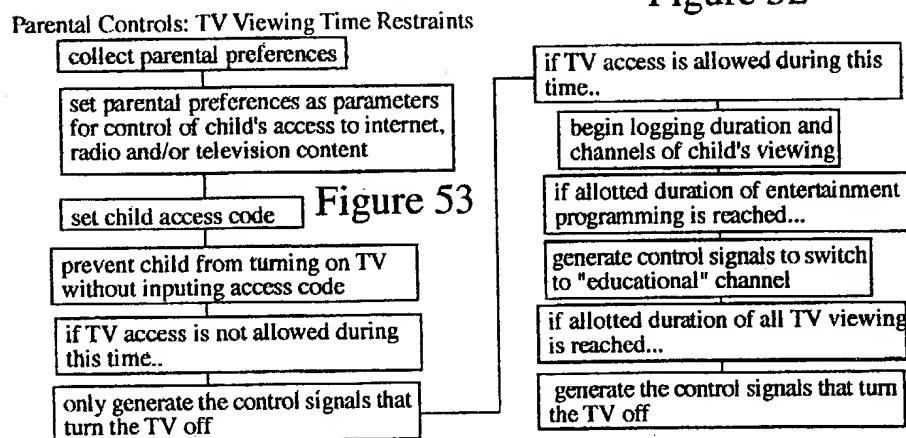 Parental Controls: TV Viewing Time Restraints
collect parental preferences
set parental preferences as parameters
for control of child's access to internet,
radio and/or television content
Figure 53
set child access code
prevent child from turning on TV
without inputing access code
if TV access is not allowed during
this time..
only generate the control signals that
turn the TV off
if TV access is allowed during this
time..
begin logging duration and
channels of child's viewing
if allotted duration of entertainment
programming is reached...
generate control signals to switch
to "educational" channel
if allotted duration of all TV viewing
is reached...
generate the control signals that turn
the TV off